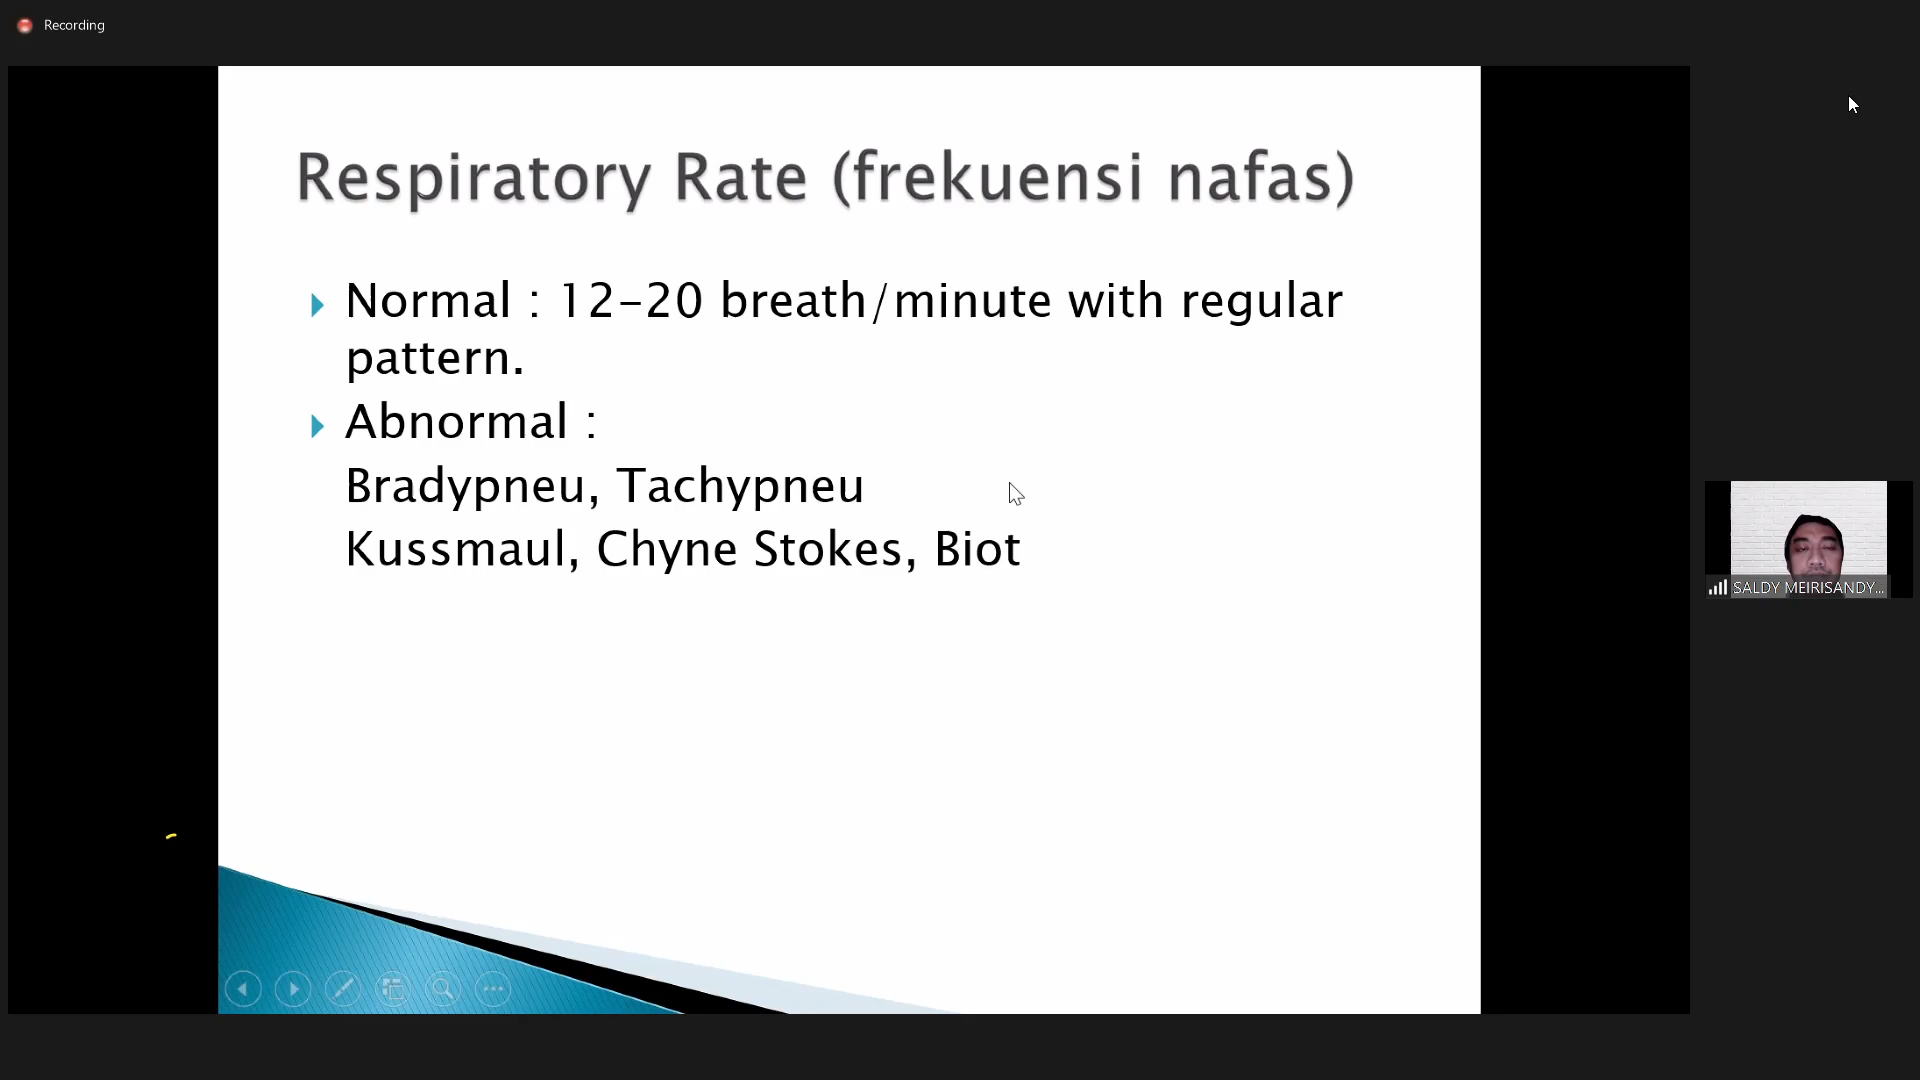 Recording
Respiratory Rate (frekuensi nafas)
Normal : 12-20 breath/minute with regular
pattern.
Abnormal :
Bradypneu, Tachypneu
Kussmaul, Chyne Stokes, Biot
SALDY MEIRISANDY...